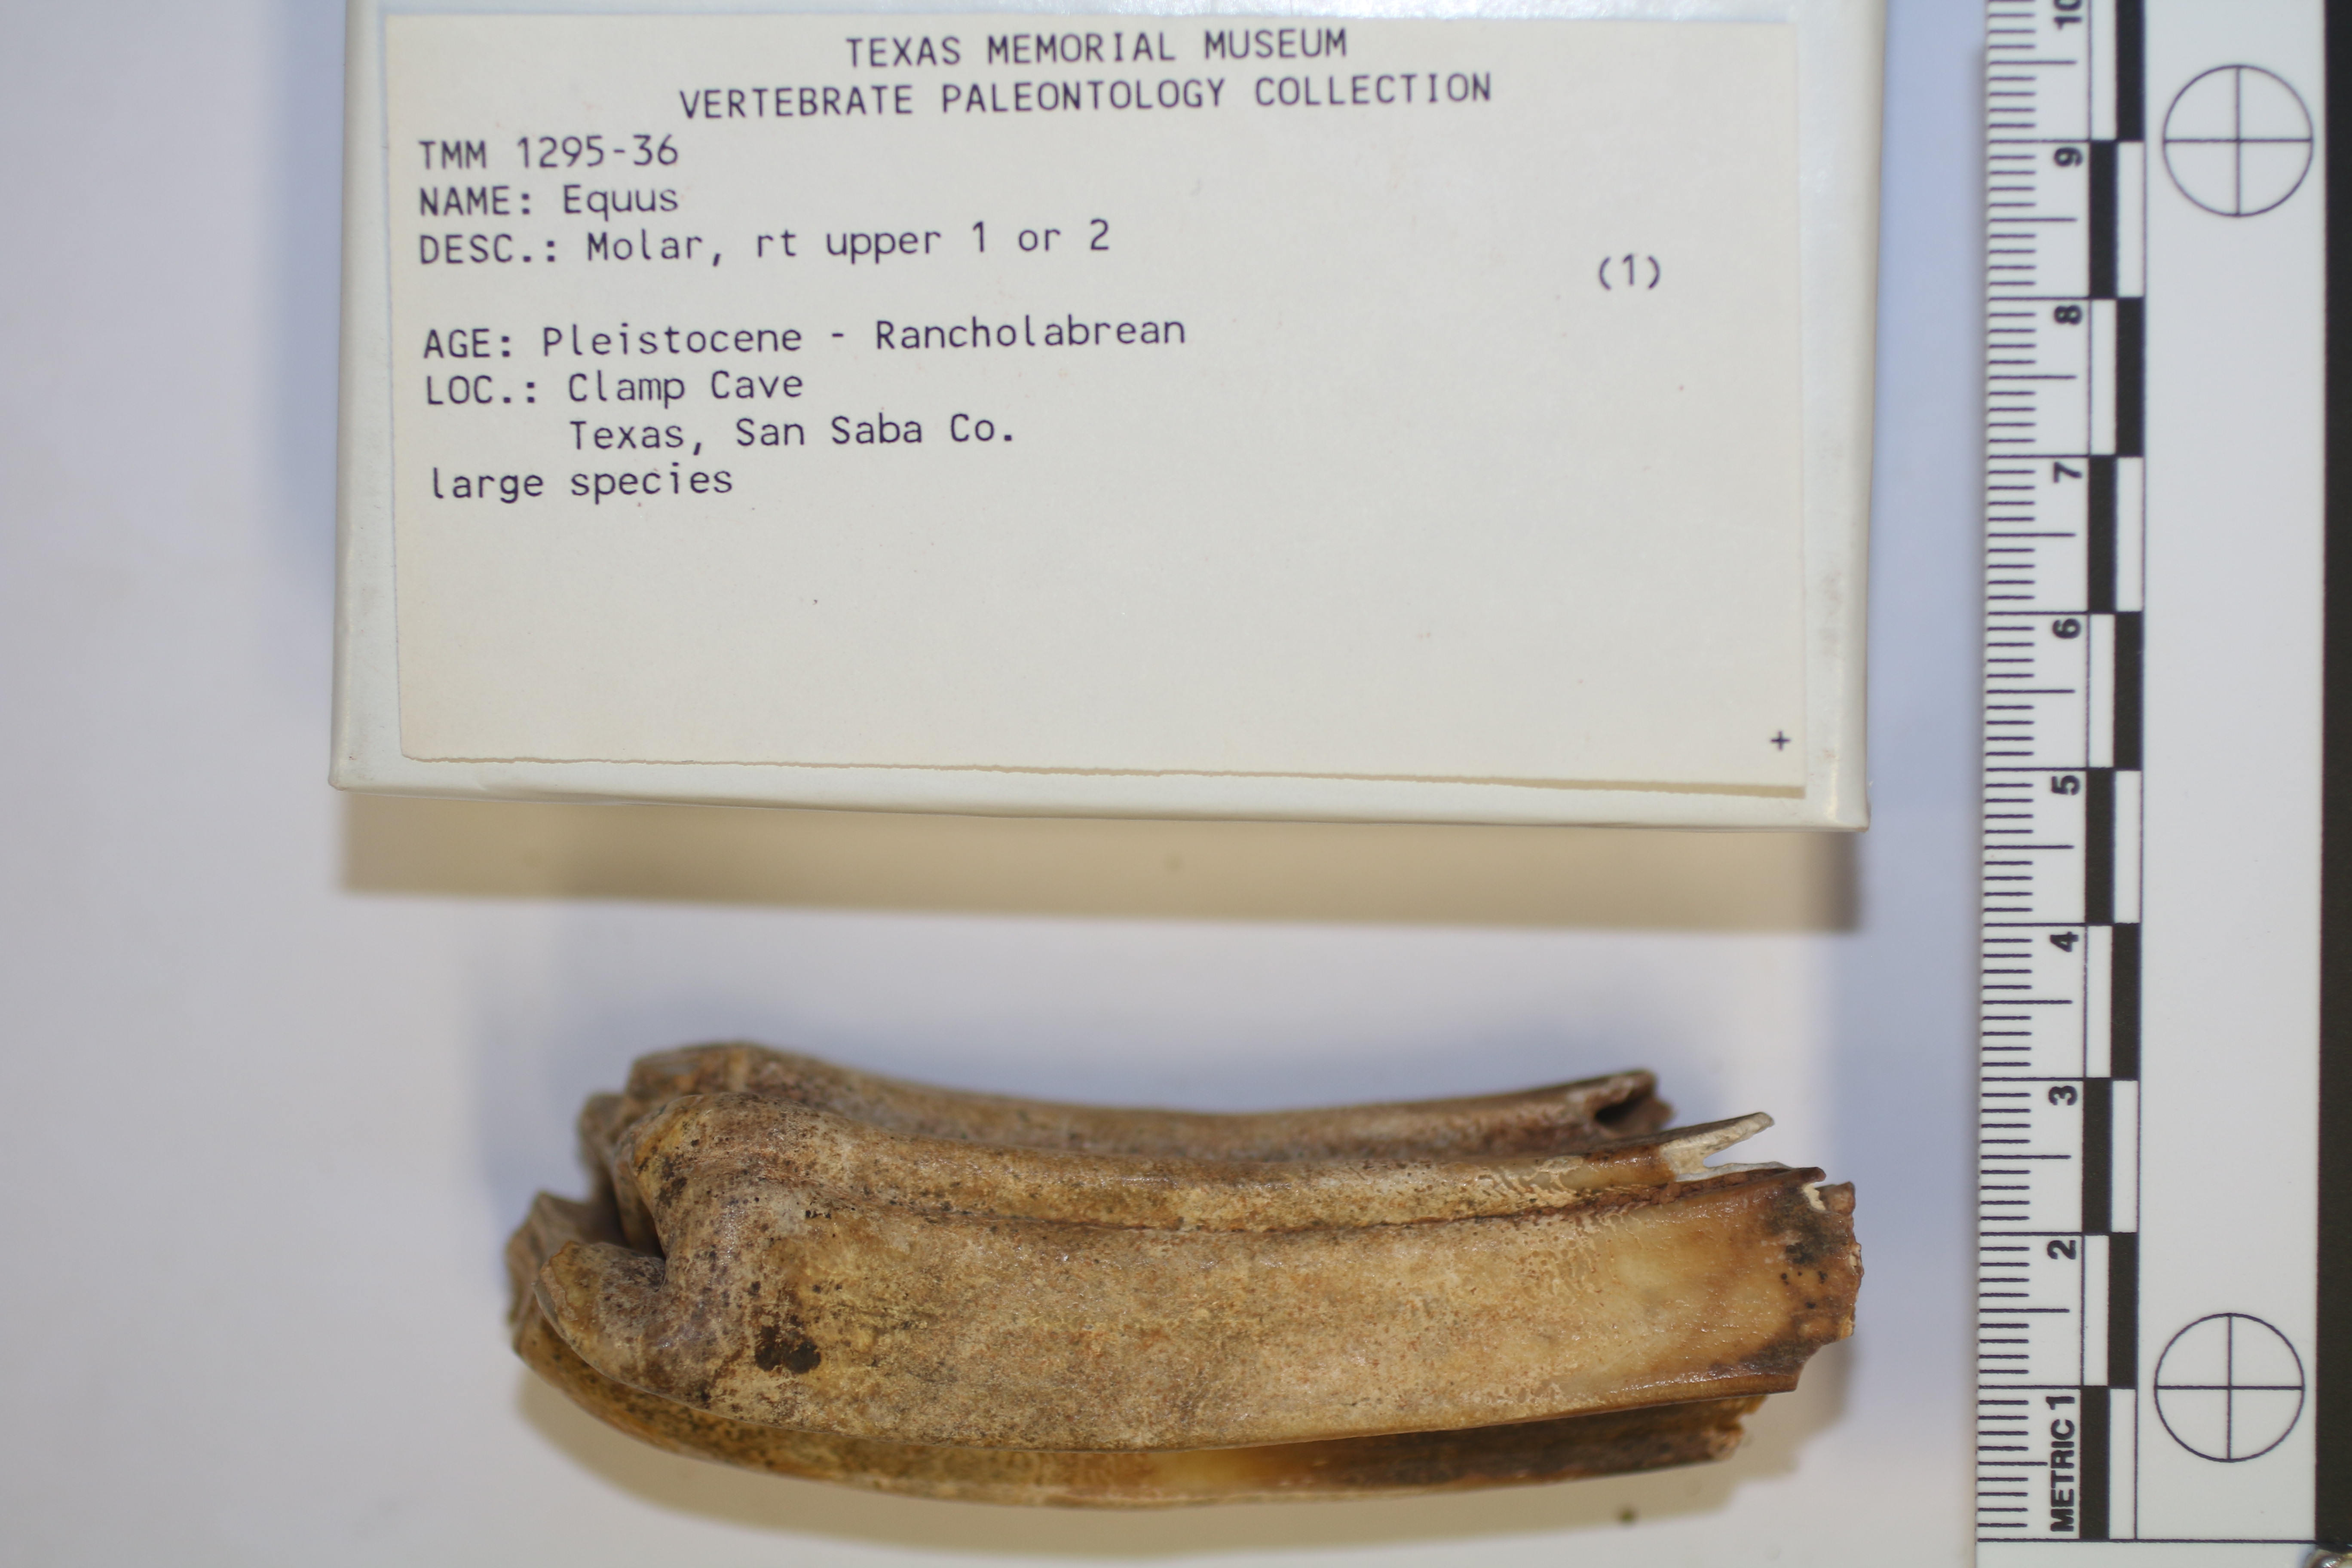 TEXAS MEMORIAL MUSEUM
VERTEBRATE PALEONTOLOGY COLLECTION
TMM 1295-36
NAME: Equus
DESC.: Molar, rt upper 1 or 2
(1)
AGE: Pleistocene - Rancholabrean
LOC.: Clamp Cave
Texas, San Saba Co.
large species
+
10
9
8
7
6
5
4
3
2
METRIC 1